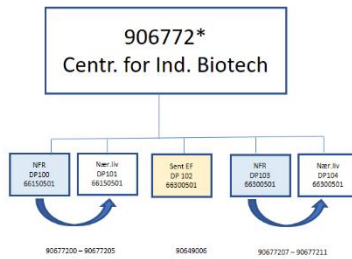 906772*
Centr. for Ind. Biotech
NFR
DP100
66150501
Nær.liv
DP101
66150501
Sent EF
DP 102
66300501
NFR
DP103
66300501
Nær.liv
DP104
66300501
90677200 – 90677205
90649006
90677207 – 90677211